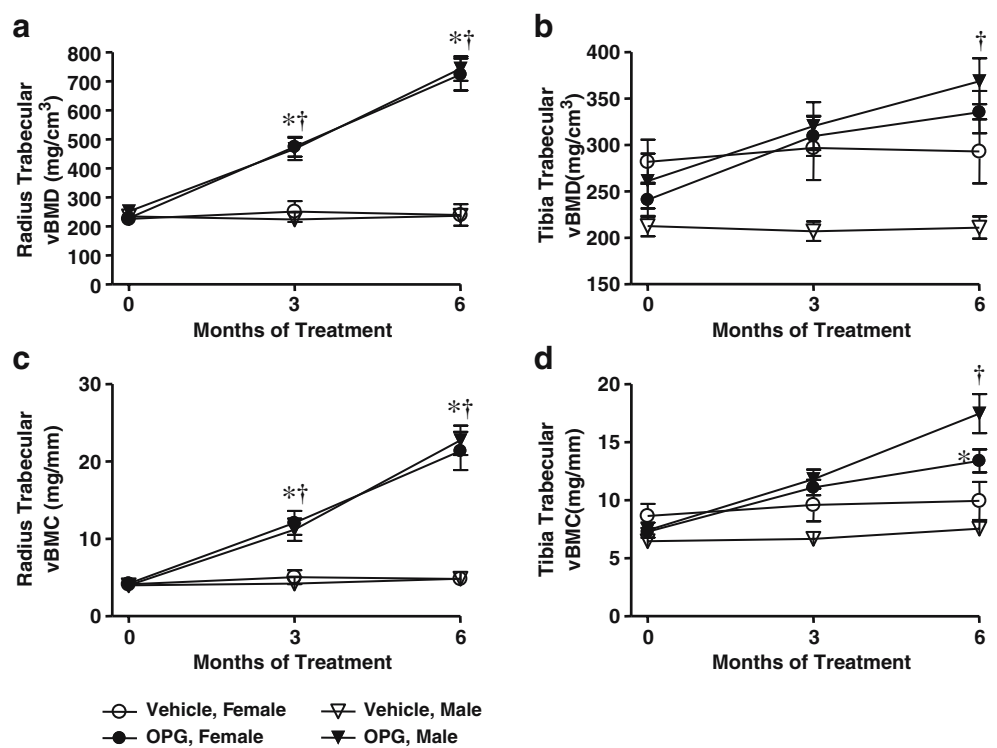 a
*†
800
700
600
500
400
300
200
100
0
*†
Radius Trabecular
vBMD (mg/cm³)
0 3 6
Months of Treatment
b
†
400
350
300
250
200
150
Tibia Trabecular
vBMD(mg/cm³)
0 3 6
Months of Treatment
c
30
20
10
0
*†
*†
Radius Trabecular
vBMC (mg/mm)
0 3 6
Months of Treatment
d
†
20
15
10
5
0
*
Tibia Trabecular
vBMC(mg/mm)
0 3 6
Months of Treatment
Vehicle, Female Vehicle, Male
OPG, Female OPG, Male